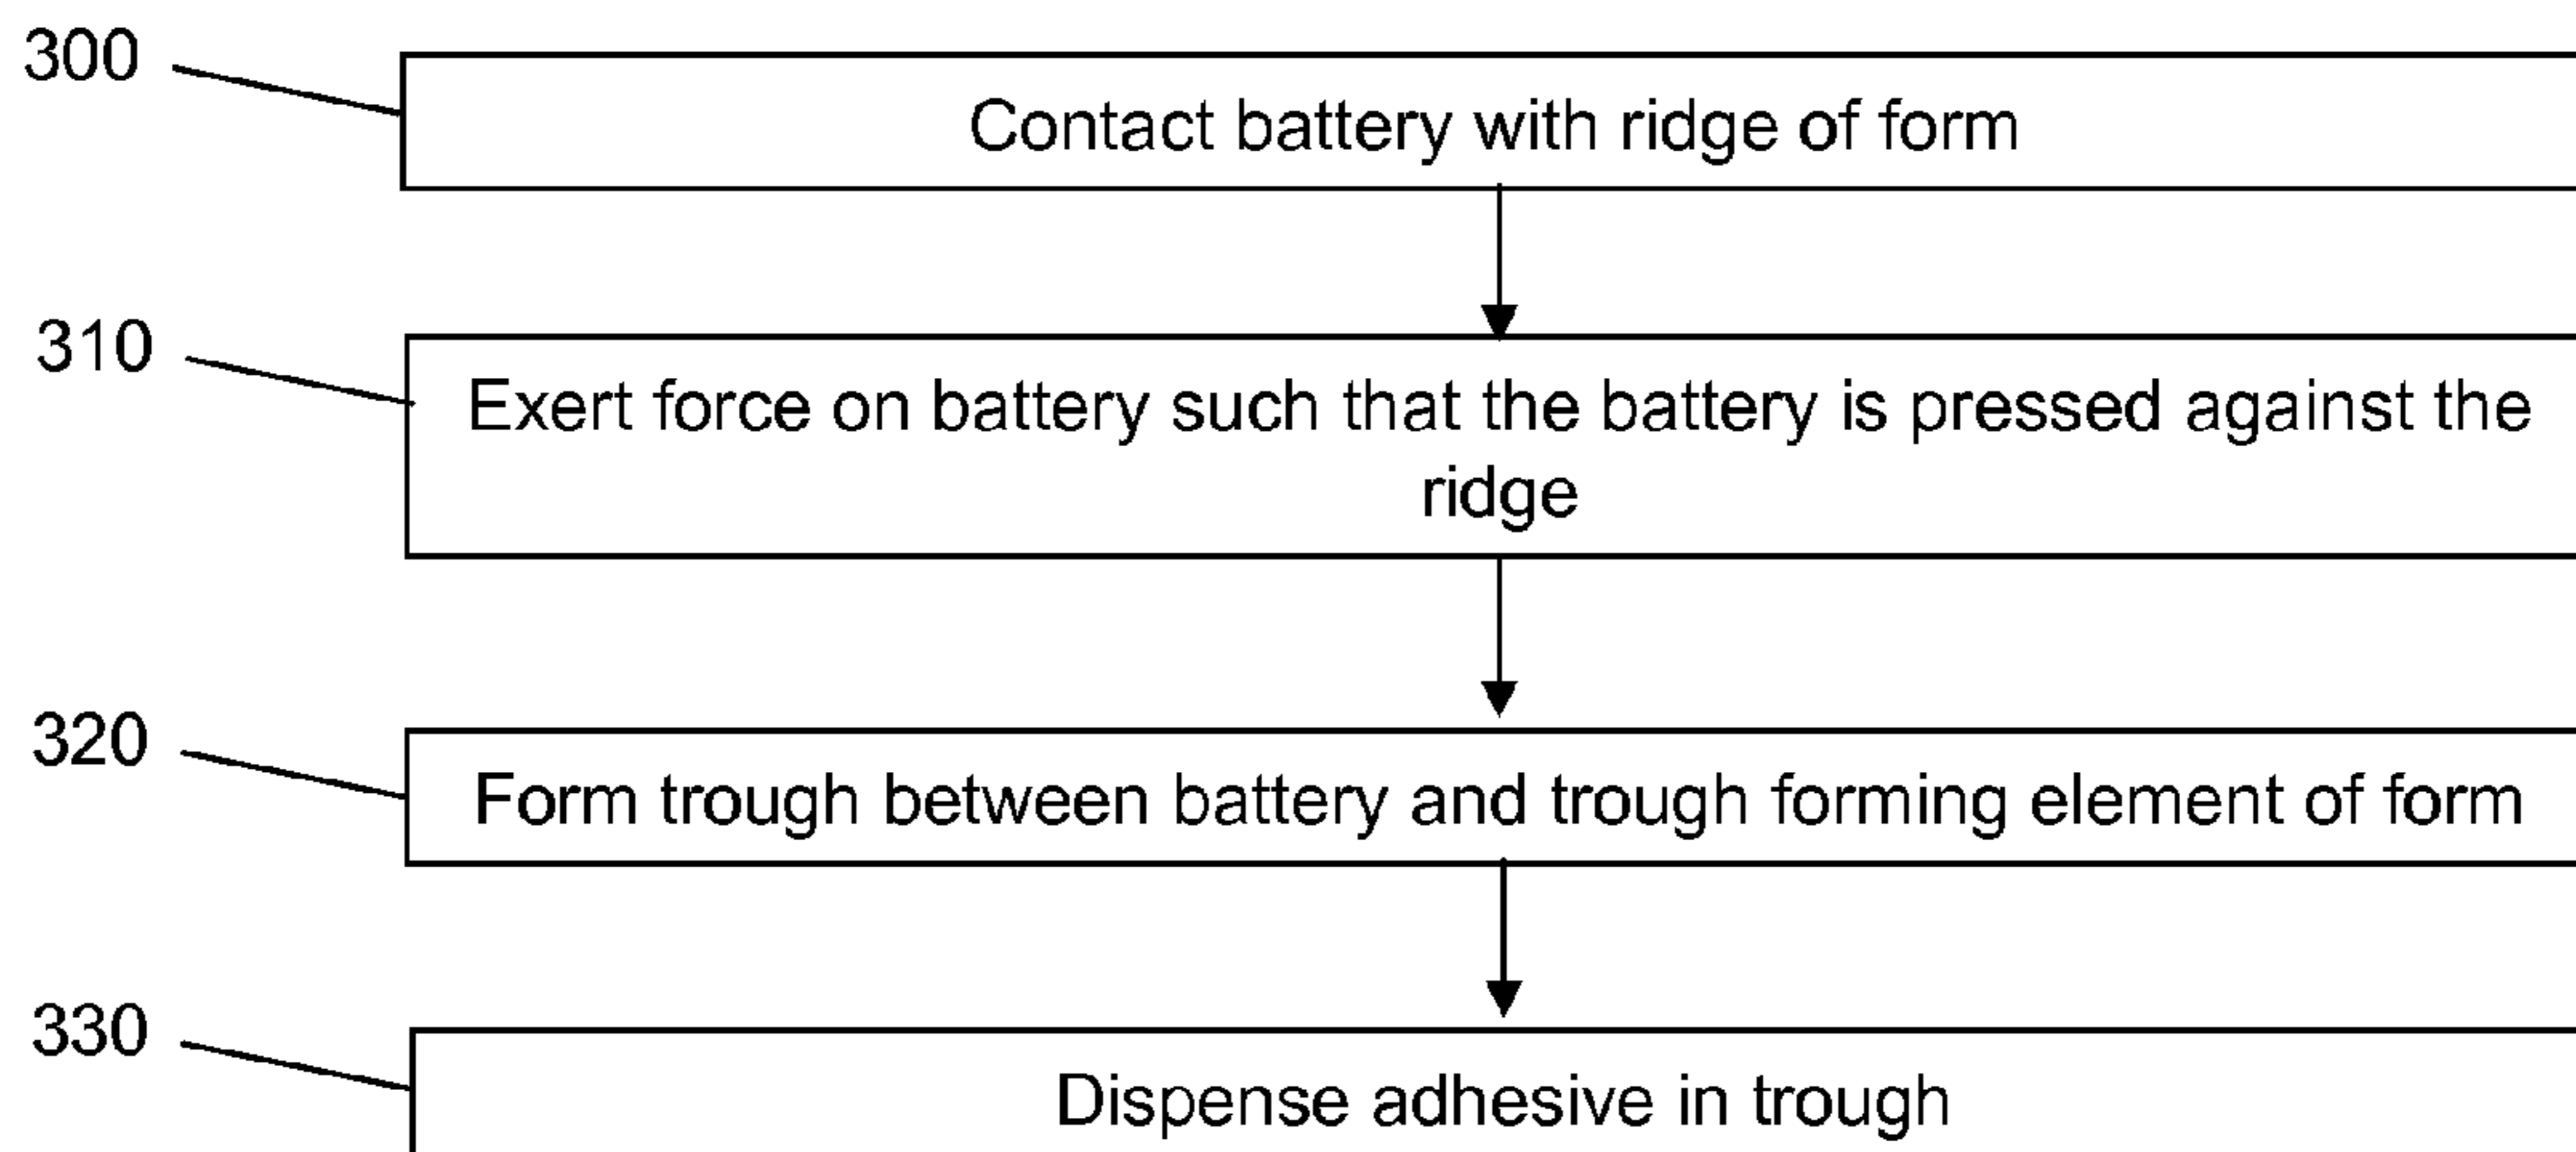 300
Contact battery with ridge of form
310
Exert force on battery such that the battery is pressed against the
ridge
320
Form trough between battery and trough forming element of form
330
Dispense adhesive in trough